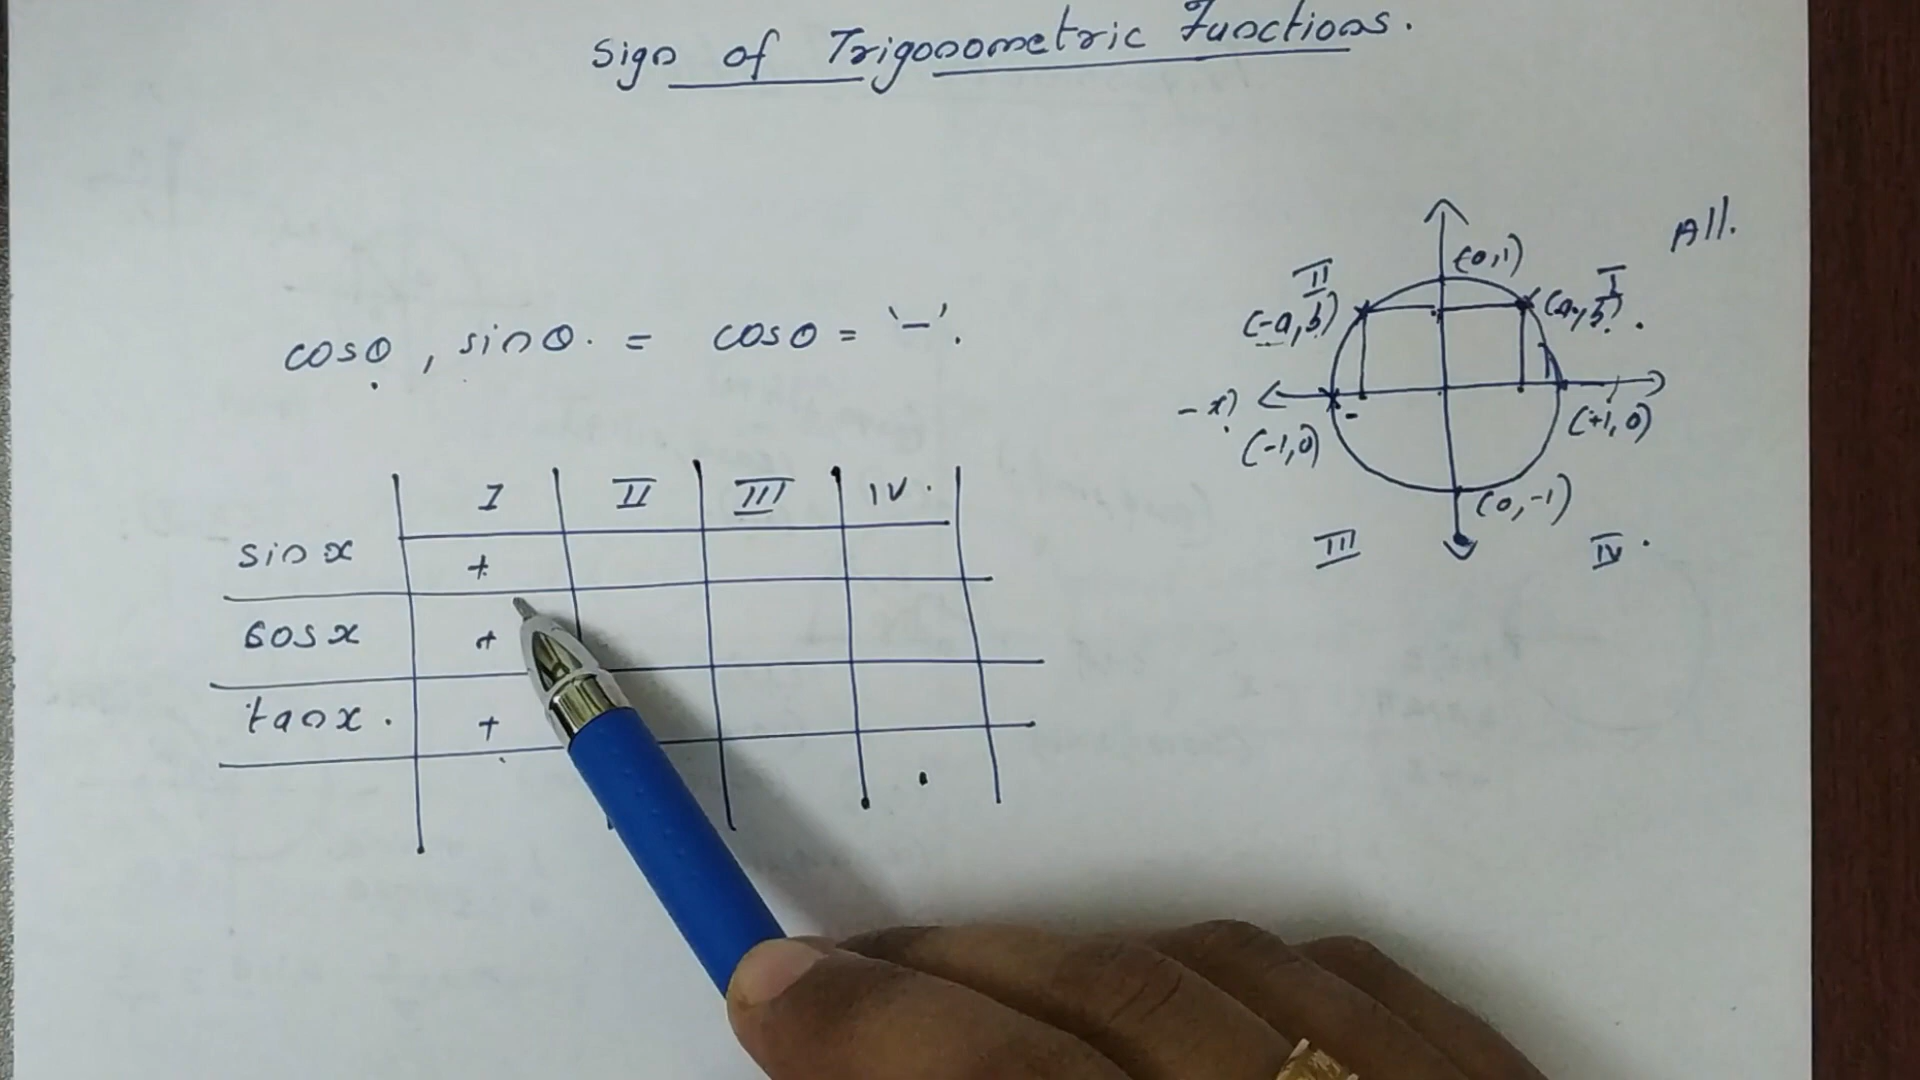 Sign of Trigonometric Functions.
All.
(0,1)
II
I
(-a, b)
(a, b).
cosθ, sinθ. = cosθ = '-'.
-x
(-1,0)
(+1,0)
(0,-1)
III
IV.
I II III IV.
sin x +
cos x +
tan x. +